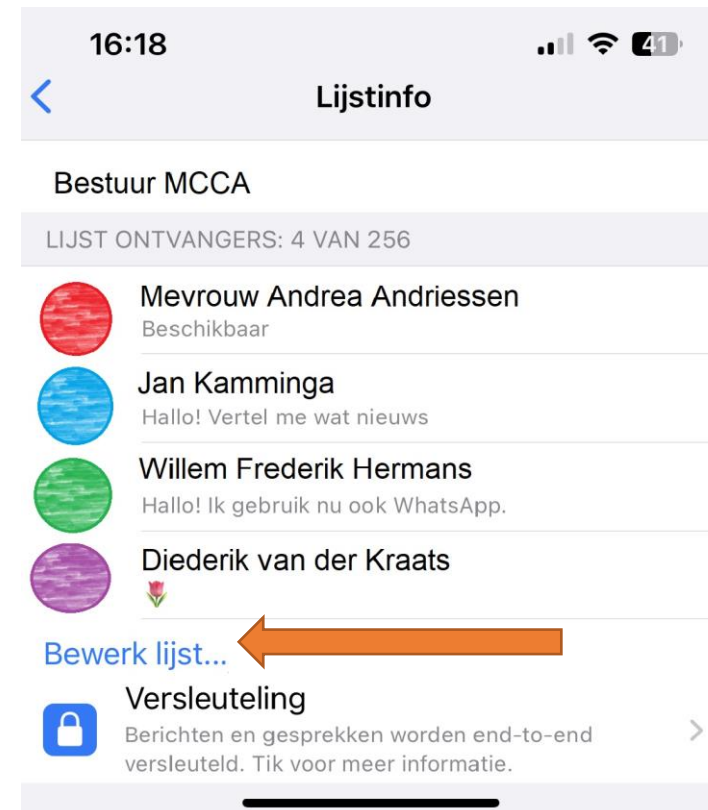 16:18
41
Lijstinfo
Bestuur MCCA
LIJST ONTVANGERS: 4 VAN 256
Mevrouw Andrea Andriessen
Beschikbaar
Jan Kamminga
Hallo! Vertel me wat nieuws
Willem Frederik Hermans
Hallo! Ik gebruik nu ook WhatsApp.
Diederik van der Kraats
🌷
Bewerk lijst...
Versleuteling
Berichten en gesprekken worden end-to-end
versleuteld. Tik voor meer informatie.